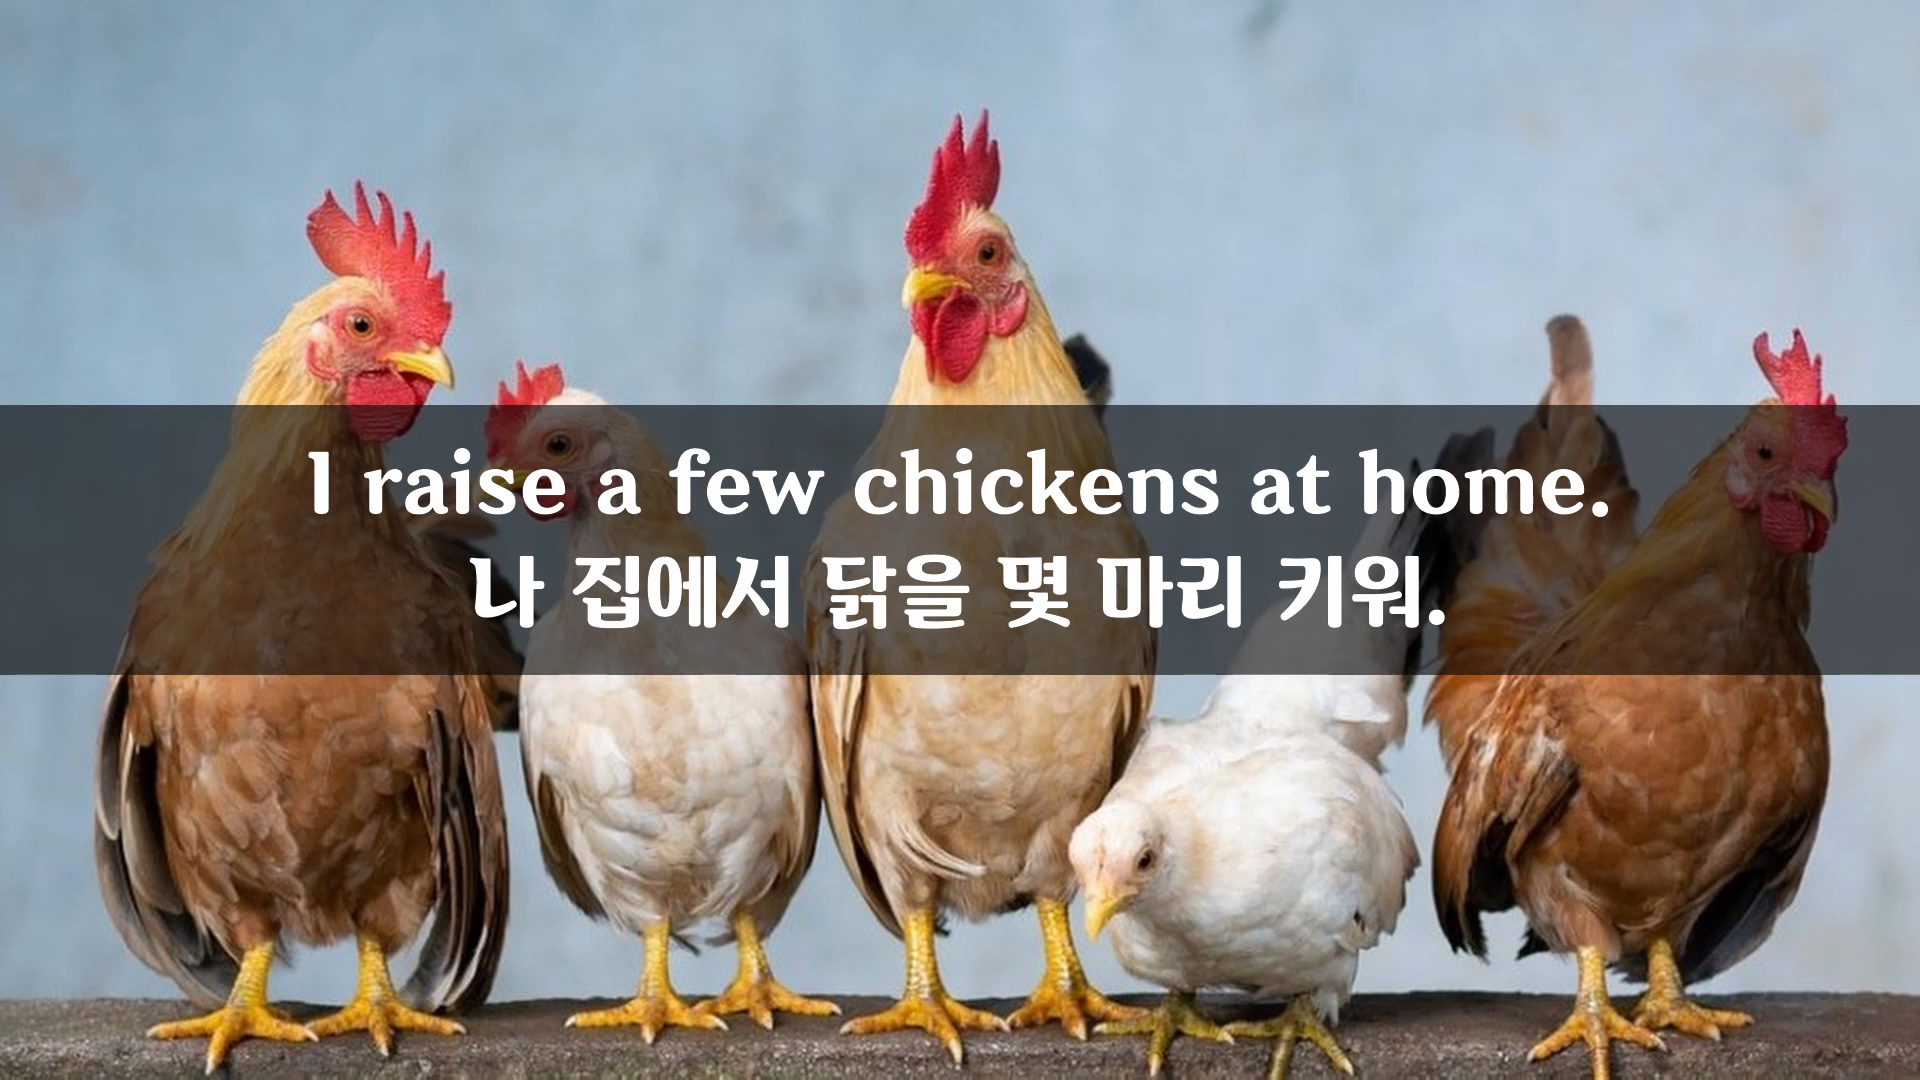 I raise a few chickens at home.
나 집에서 닭을 몇 마리 키워.